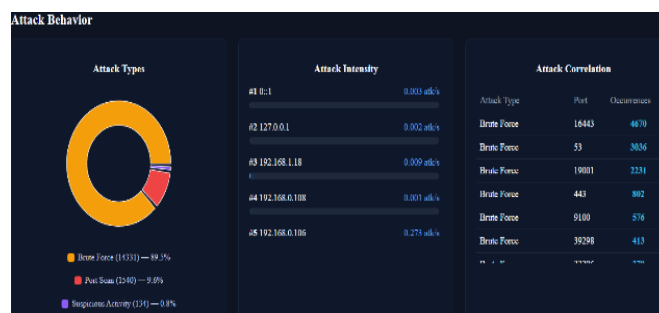 Attack Behavior
Attack Types
Brute Force (14331) — 89.5%
Port Scan (1540) — 9.6%
Suspicious Activity (134) — 0.8%
Attack Intensity
#1 0::1 0.003 atk/s
#2 127.0.0.1 0.002 atk/s
#3 192.168.1.18 0.009 atk/s
#4 192.168.0.108 0.001 atk/s
#5 192.168.0.106 0.273 atk/s
Attack Correlation
Attack Type Port Occurrences
Brute Force 16443 4670
Brute Force 53 3036
Brute Force 19001 2231
Brute Force 443 802
Brute Force 9100 576
Brute Force 39298 413